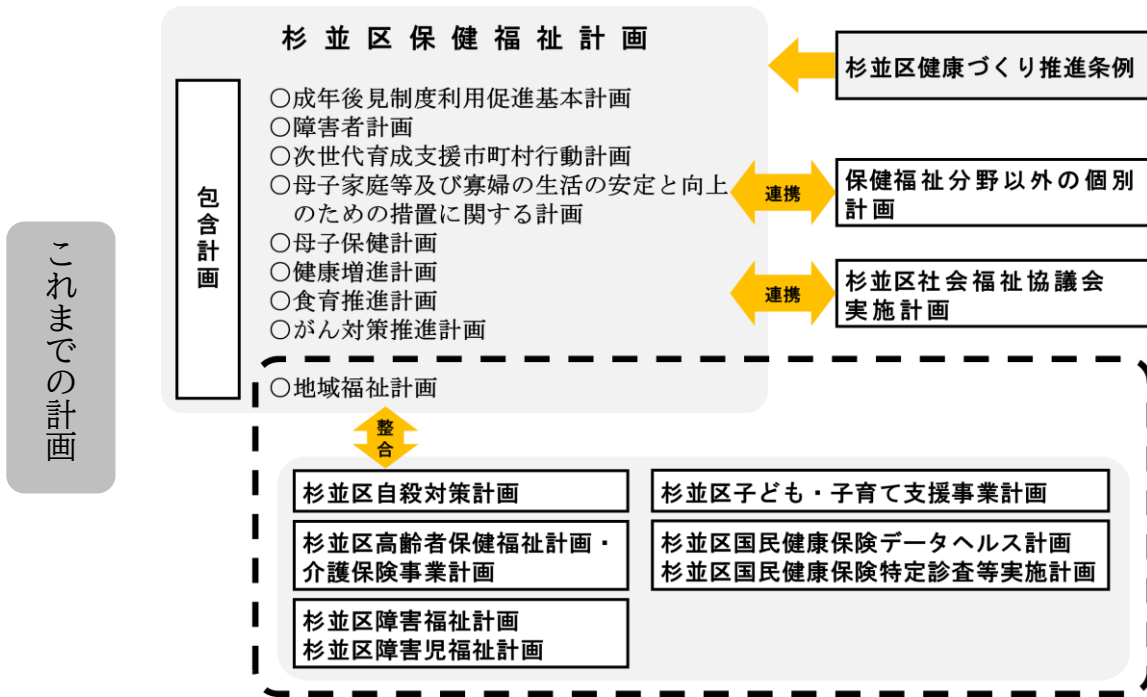 これまでの計画
杉並区保健福祉計画
包含計画
○成年後見制度利用促進基本計画
○障害者計画
○次世代育成支援市町村行動計画
○母子家庭等及び寡婦の生活の安定と向上
のための措置に関する計画
○母子保健計画
○健康増進計画
○食育推進計画
○がん対策推進計画
○地域福祉計画
杉並区健康づくり推進条例
連携
保健福祉分野以外の個別
計画
連携
杉並区社会福祉協議会
実施計画
整合
杉並区自殺対策計画
杉並区子ども・子育て支援事業計画
杉並区高齢者保健福祉計画・
介護保険事業計画
杉並区国民健康保険データヘルス計画
杉並区国民健康保険特定診査等実施計画
杉並区障害福祉計画
杉並区障害児福祉計画